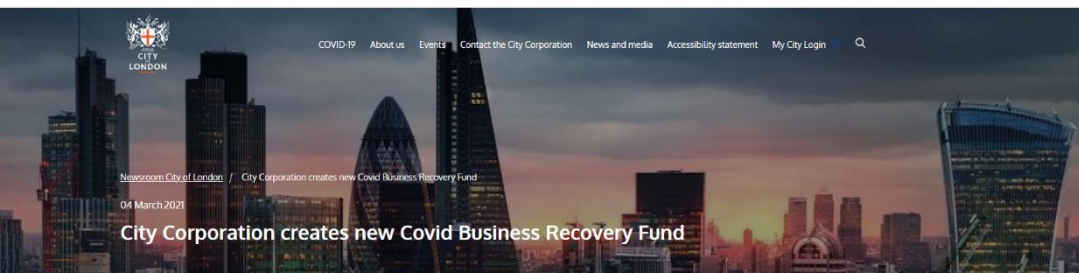 CITY
LONDON
COVID-19 About us Events Contact the City Corporation News and media Accessibility statement My City Login
Newsroom City of London / City Corporation creates new Covid Business Recovery Fund
04 March 2021
City Corporation creates new Covid Business Recovery Fund